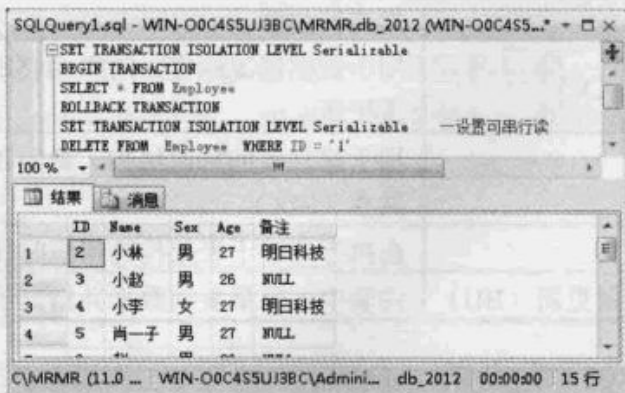 SQLQuery1.sql - WIN-O0C4S5UJ3BC\MRMR.db_2012 (WIN-O0C4S5...*
SET TRANSACTION ISOLATION LEVEL Serializable
BEGIN TRANSACTION
SELECT * FROM Employee
ROLLBACK TRANSACTION
SET TRANSACTION ISOLATION LEVEL Serializable —设置可串行读
DELETE FROM Employee WHERE ID = '1'
100 %
结果 消息
ID Name Sex Age 备注
1 2 小林 男 27 明日科技
2 3 小赵 男 26 NULL
3 4 小李 女 27 明日科技
4 5 肖一子 男 27 NULL
C\MRMR (11.0 ... WIN-O0C4S5UJ3BC\Admini... db_2012 00:00:00 15 行